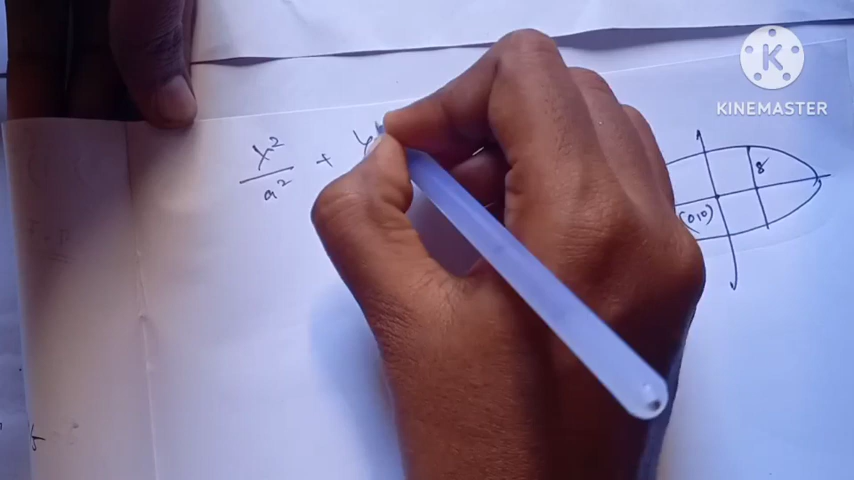 K
KINEMASTER
x²/a² + y
8
(0,0)